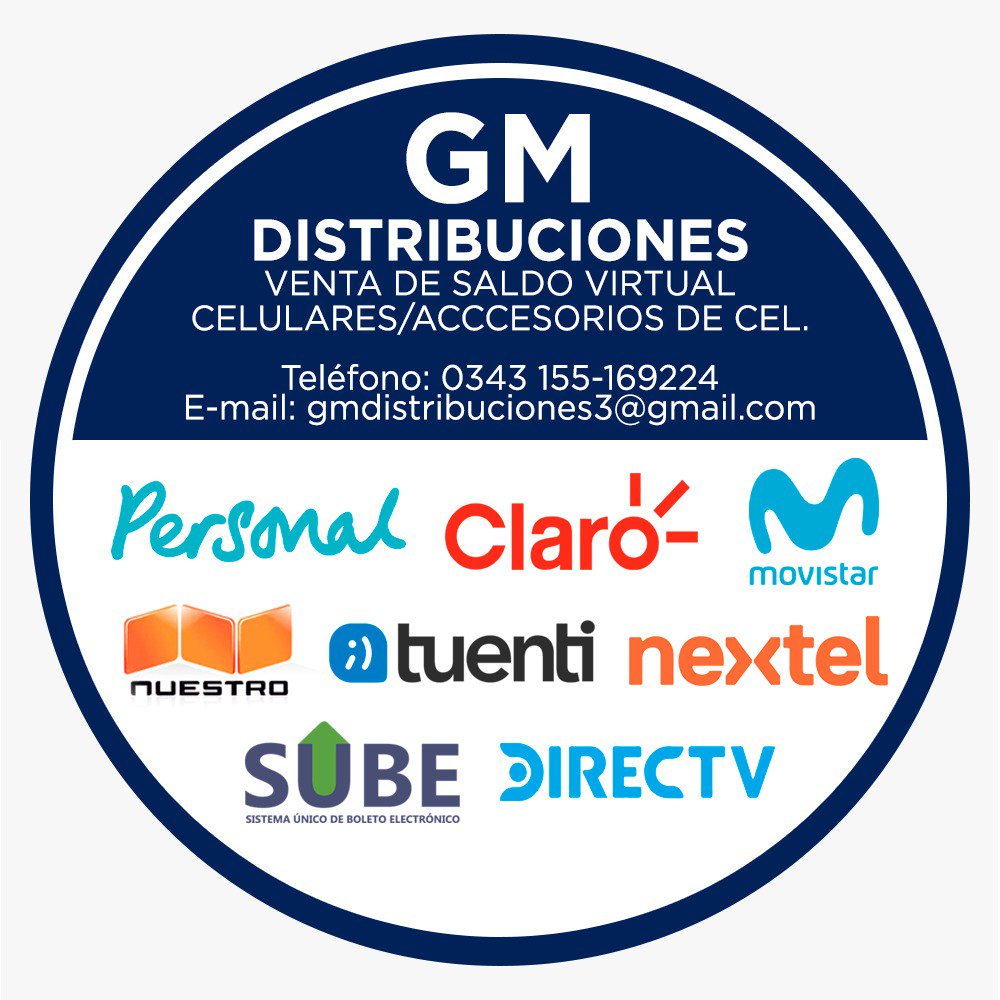 GM
DISTRIBUCIONES
VENTA DE SALDO VIRTUAL
CELULARES/ACCCESORIOS DE CEL.
Teléfono: 0343 155-169224
E-mail: gmdistribuciones3@gmail.com
Personal Claro movistar
NUESTRO tuenti nextel
SUBE DIRECTV
SISTEMA ÚNICO DE BOLETO ELECTRÓNICO